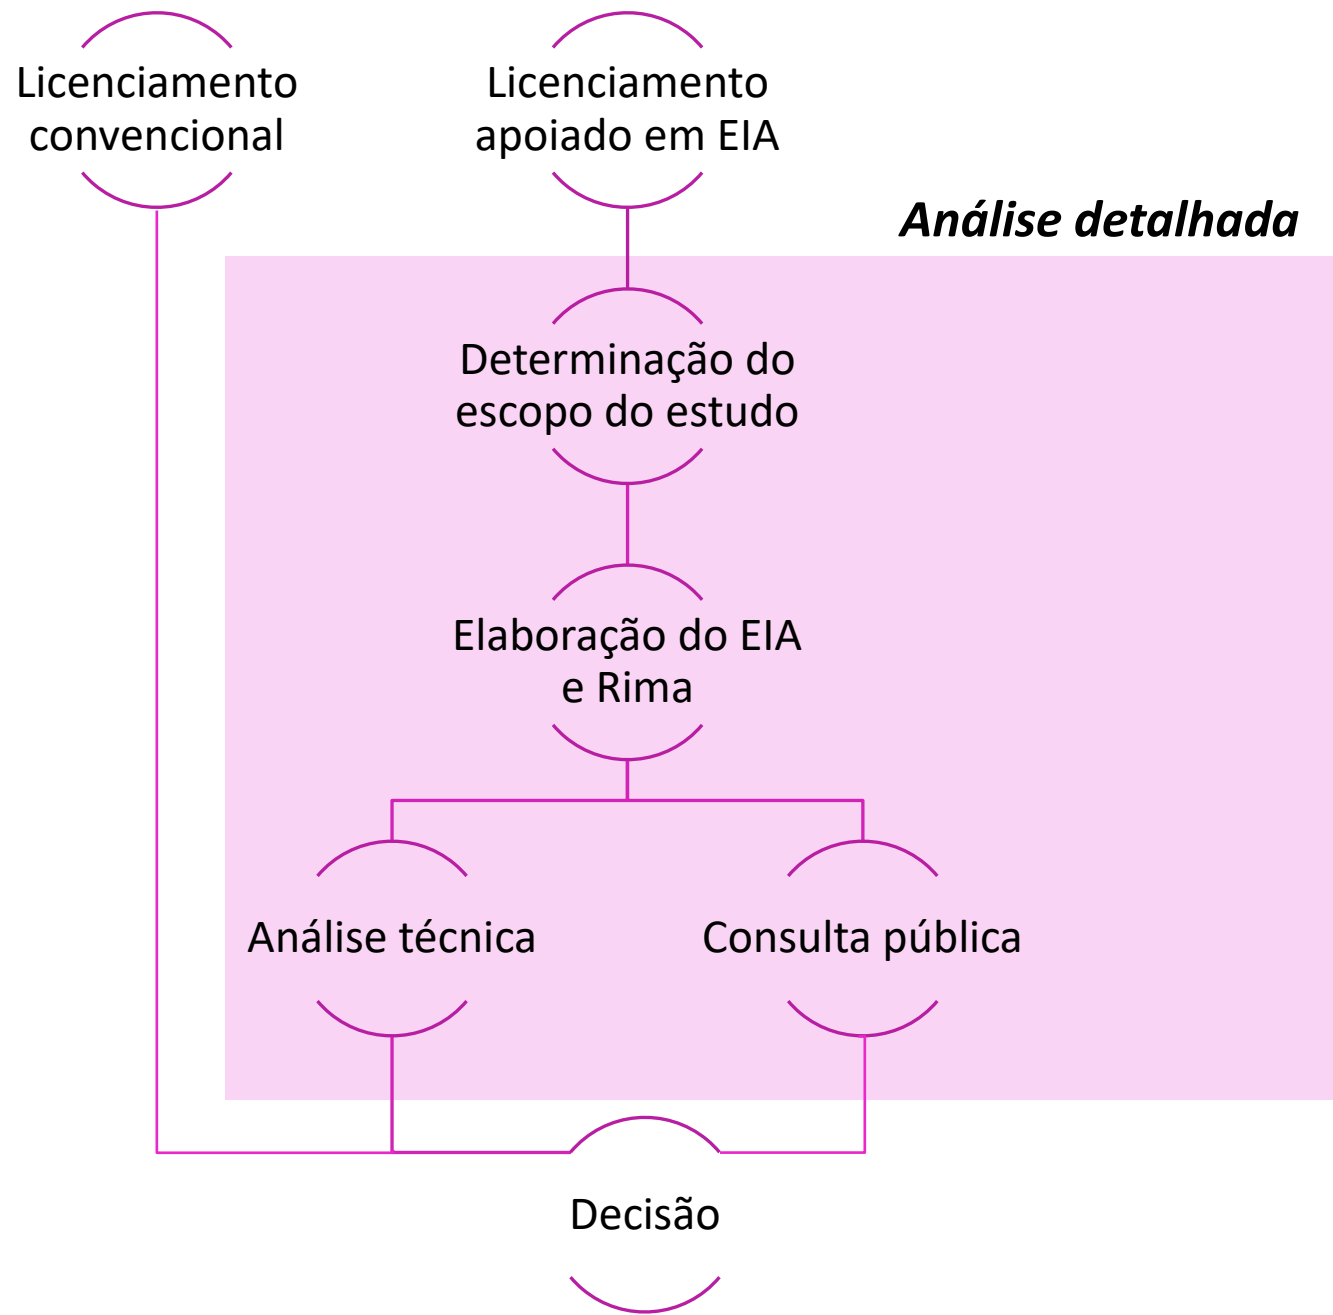 Licenciamento
convencional
Licenciamento
apoiado em EIA
Análise detalhada
Determinação do
escopo do estudo
Elaboração do EIA
e Rima
Análise técnica
Consulta pública
Decisão